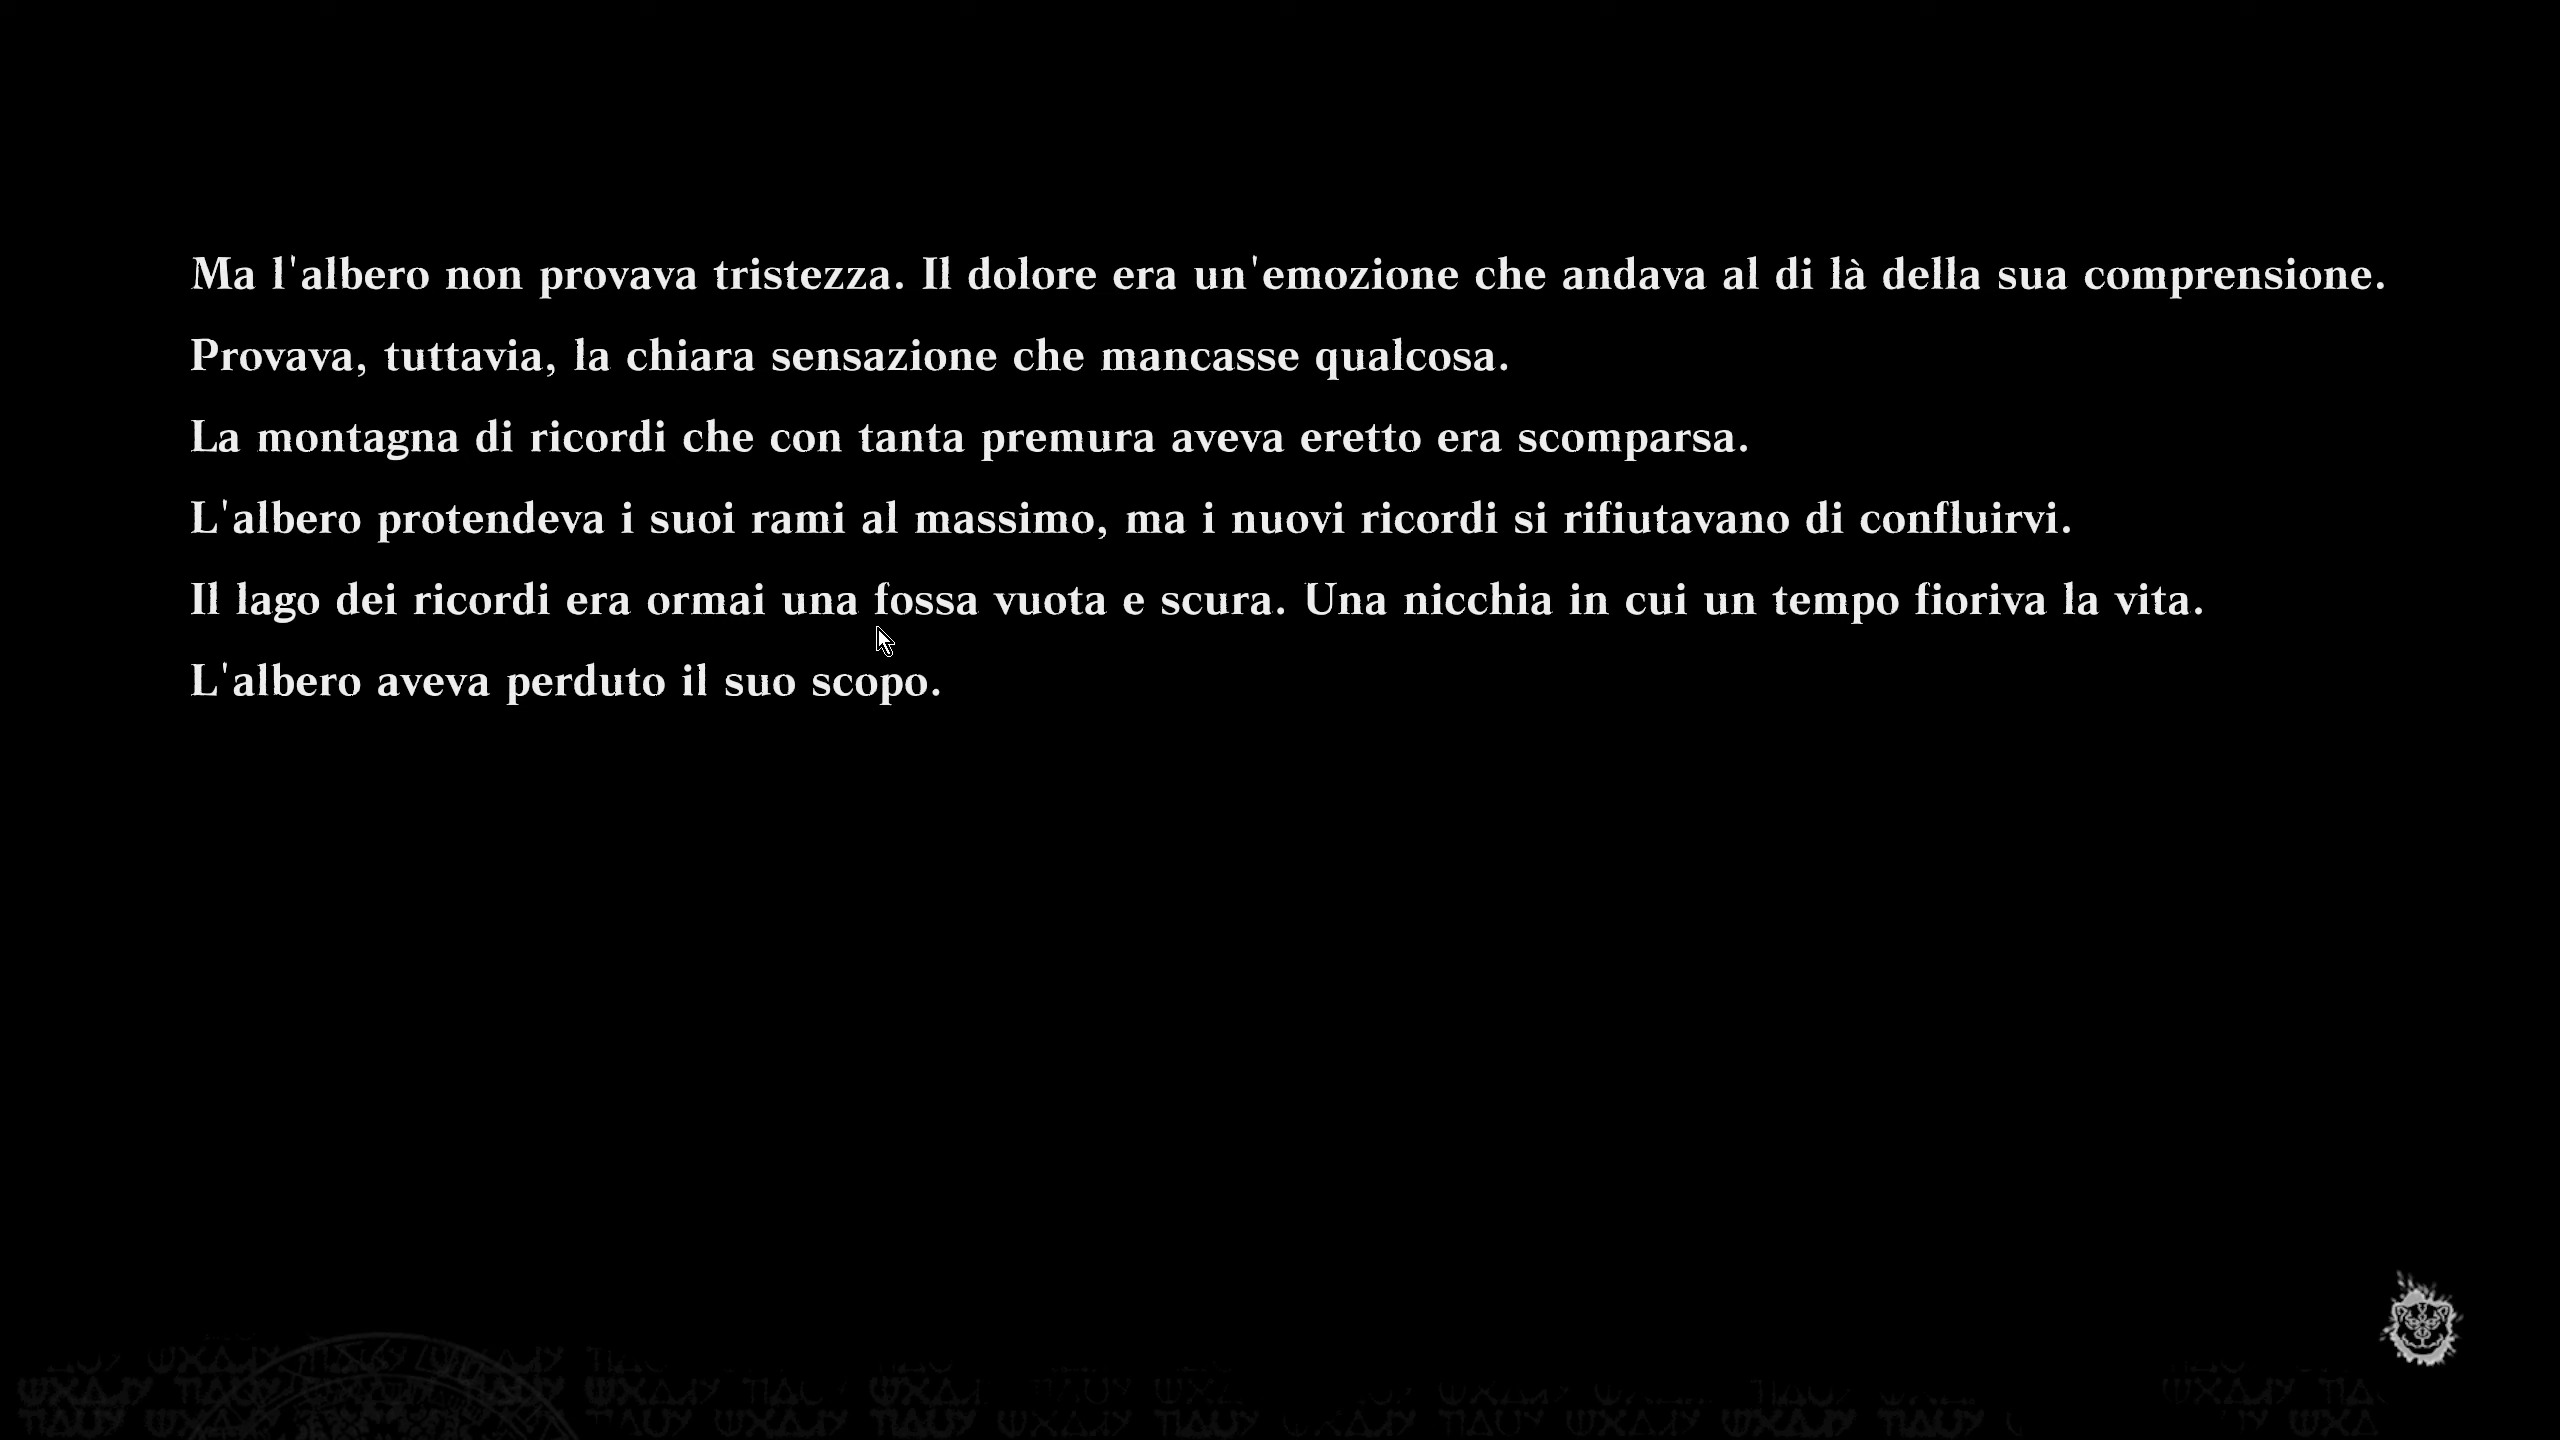 Ma l'albero non provava tristezza. Il dolore era un'emozione che andava al di là della sua comprensione.
Provava, tuttavia, la chiara sensazione che mancasse qualcosa.
La montagna di ricordi che con tanta premura aveva eretto era scomparsa.
L'albero protendeva i suoi rami al massimo, ma i nuovi ricordi si rifiutavano di confluirvi.
Il lago dei ricordi era ormai una fossa vuota e scura. Una nicchia in cui un tempo fioriva la vita.
L'albero aveva perduto il suo scopo.